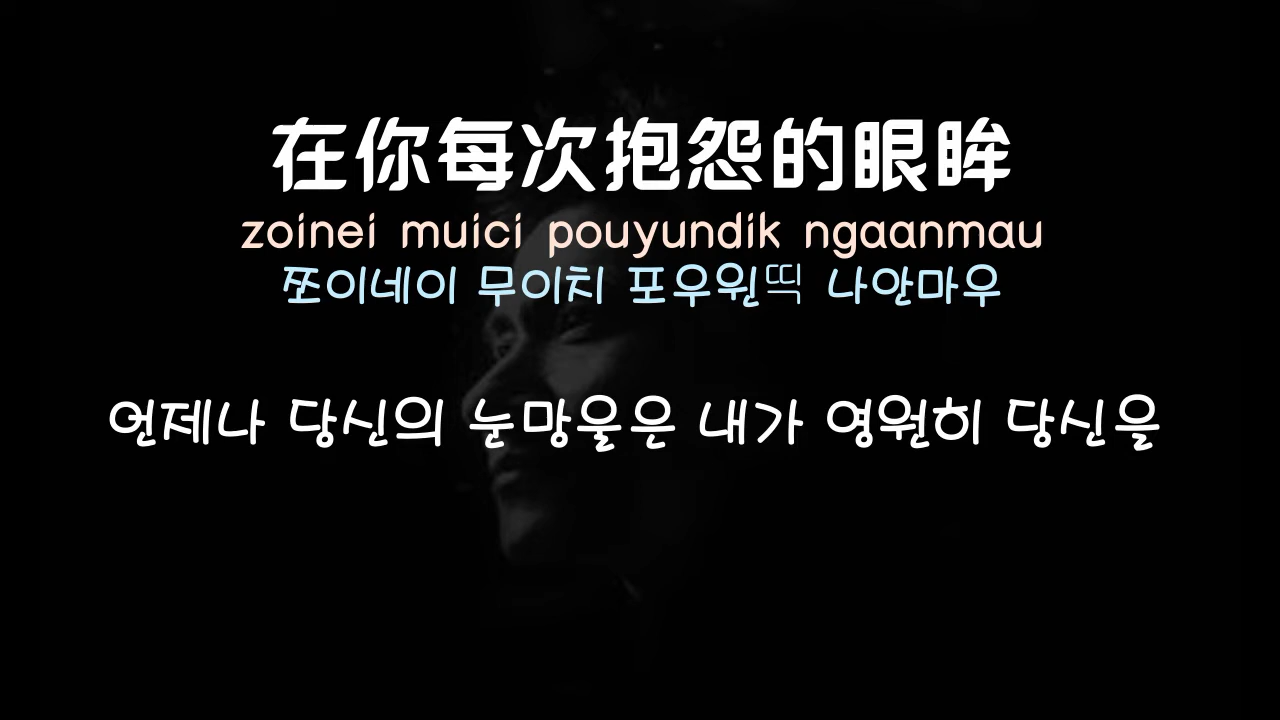 在你每次抱怨的眼眸
zoinei muici pouyundik ngaanmau
쪼이네이 무이치 포우원띡 나안마우
언제나 당신의 눈망울은 내가 영원히 당신을